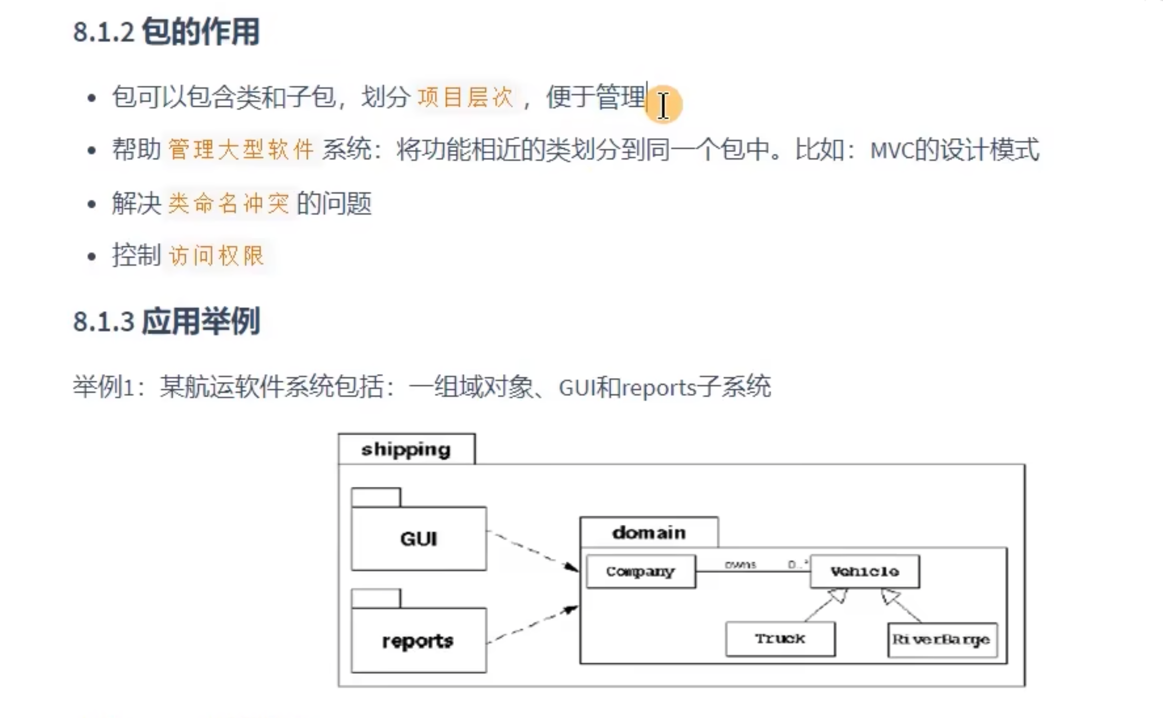 8.1.2 包的作用
• 包可以包含类和子包，划分 项目层次 ，便于管理
• 帮助 管理大型软件 系统：将功能相近的类划分到同一个包中。比如：MVC的设计模式
• 解决 类命名冲突 的问题
• 控制 访问权限
8.1.3 应用举例
举例1：某航运软件系统包括：一组域对象、GUI和reports子系统
shipping
GUI
domain
Company owns 0..* Vehicle
reports
Truck RiverBarge